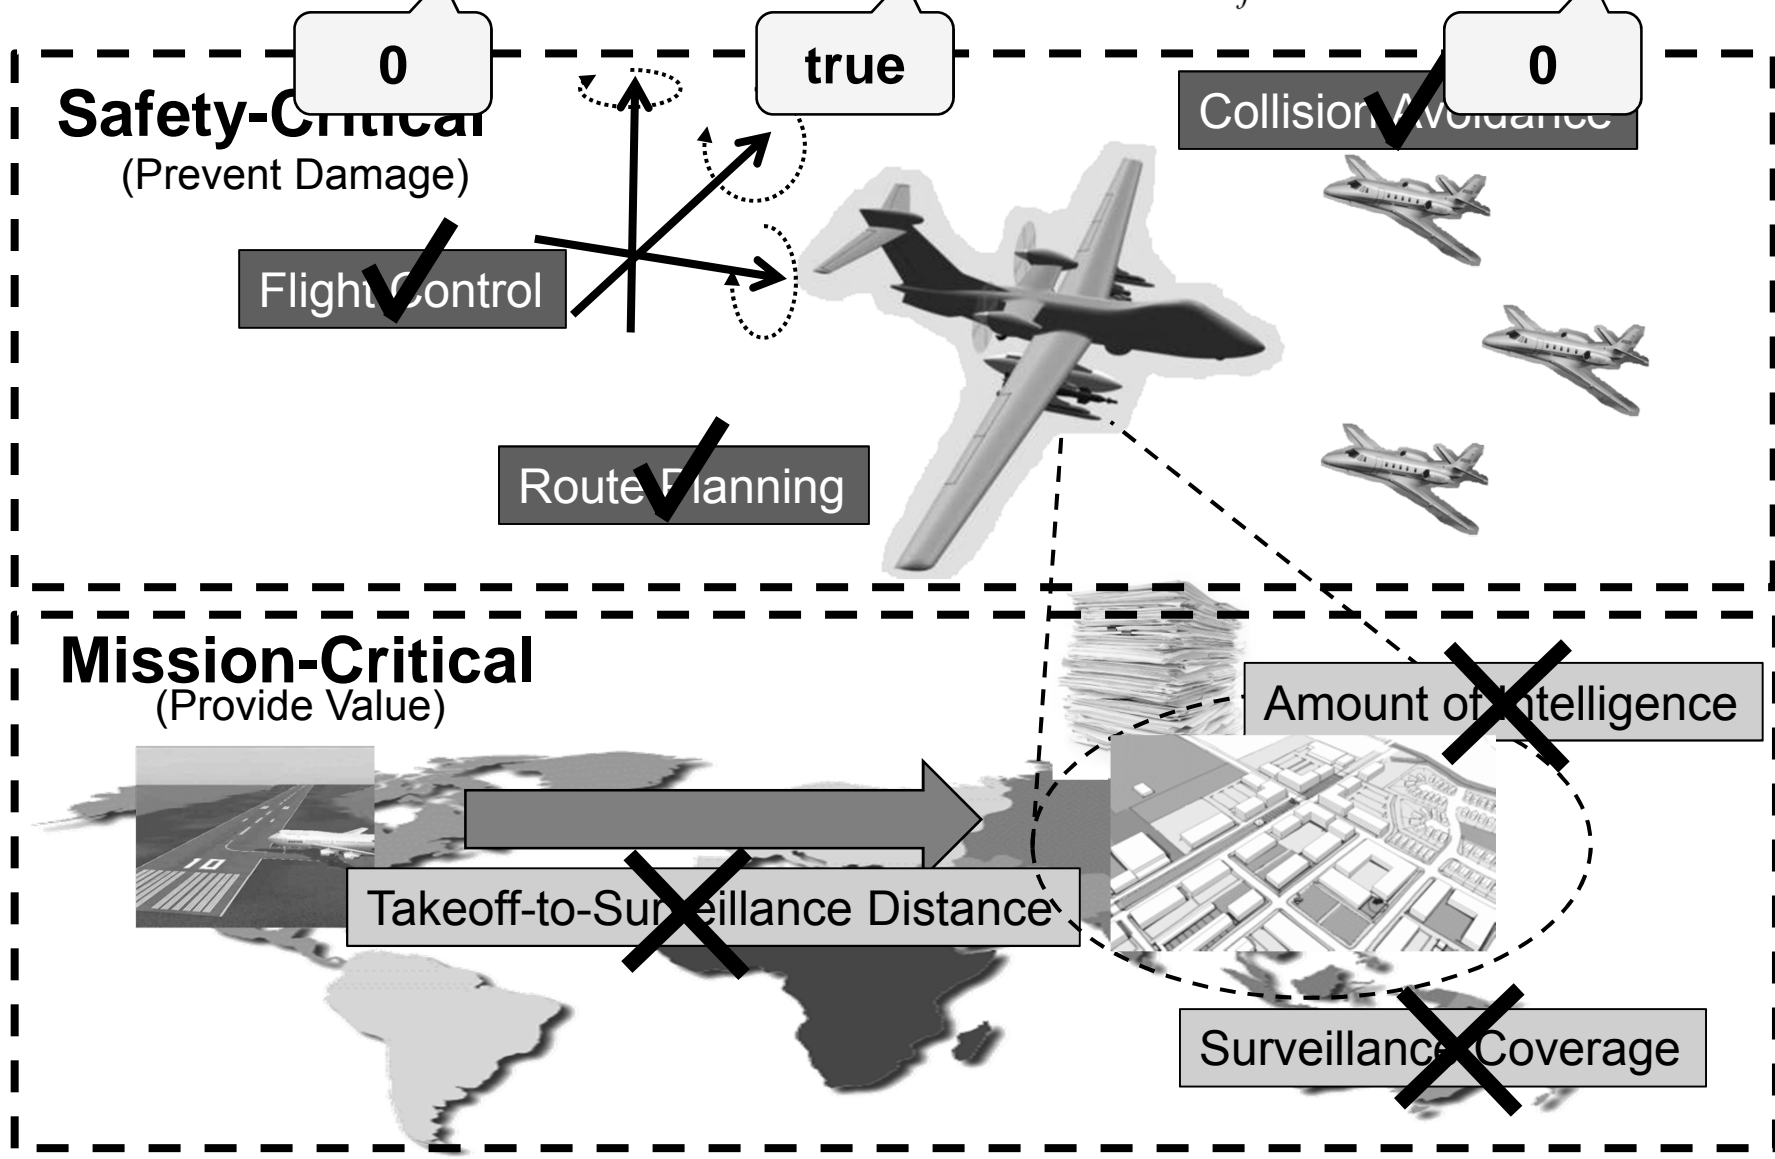 f
0
true
0
Safety-Critical
(Prevent Damage)
Collision Avoidance
Flight Control
Route Planning
Mission-Critical
(Provide Value)
Amount of Intelligence
10
Takeoff-to-Surveillance Distance
Surveillance Coverage